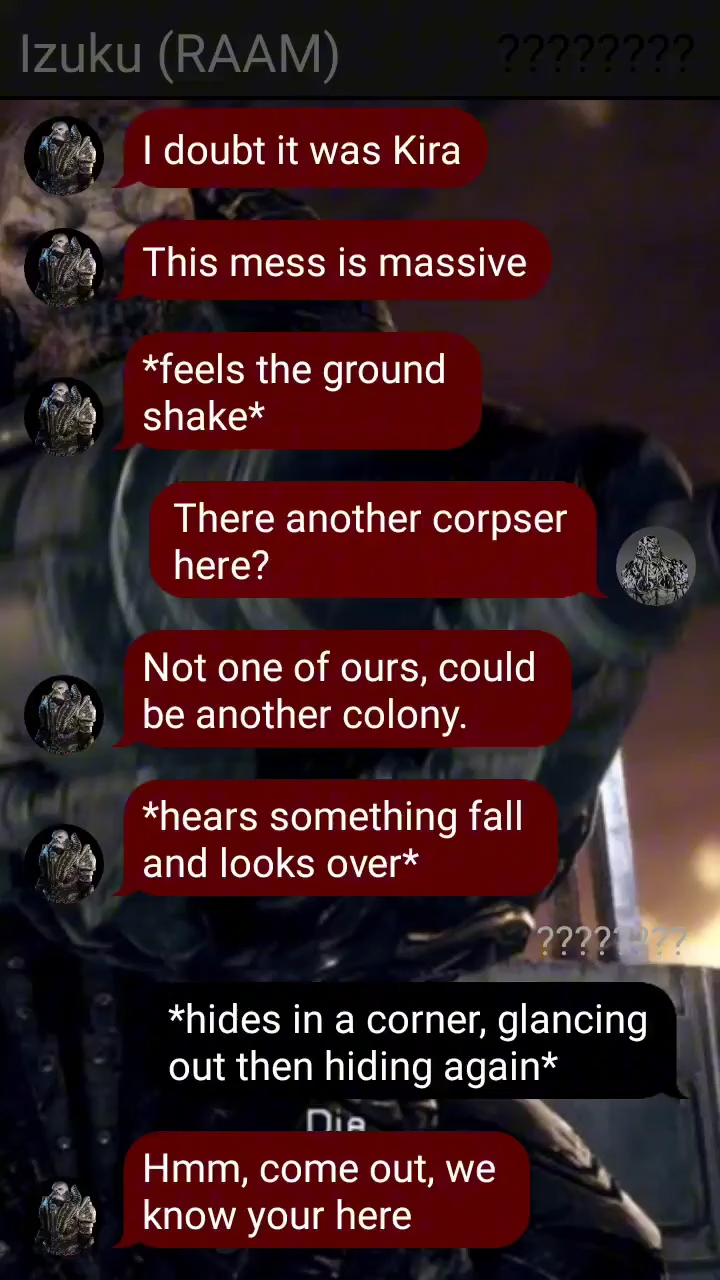 Izuku (RAAM)
????????
I doubt it was Kira
This mess is massive
*feels the ground
shake*
There another corpser
here?
Not one of ours, could
be another colony.
*hears something fall
and looks over*
????????
*hides in a corner, glancing
out then hiding again*
Die
Hmm, come out, we
know your here